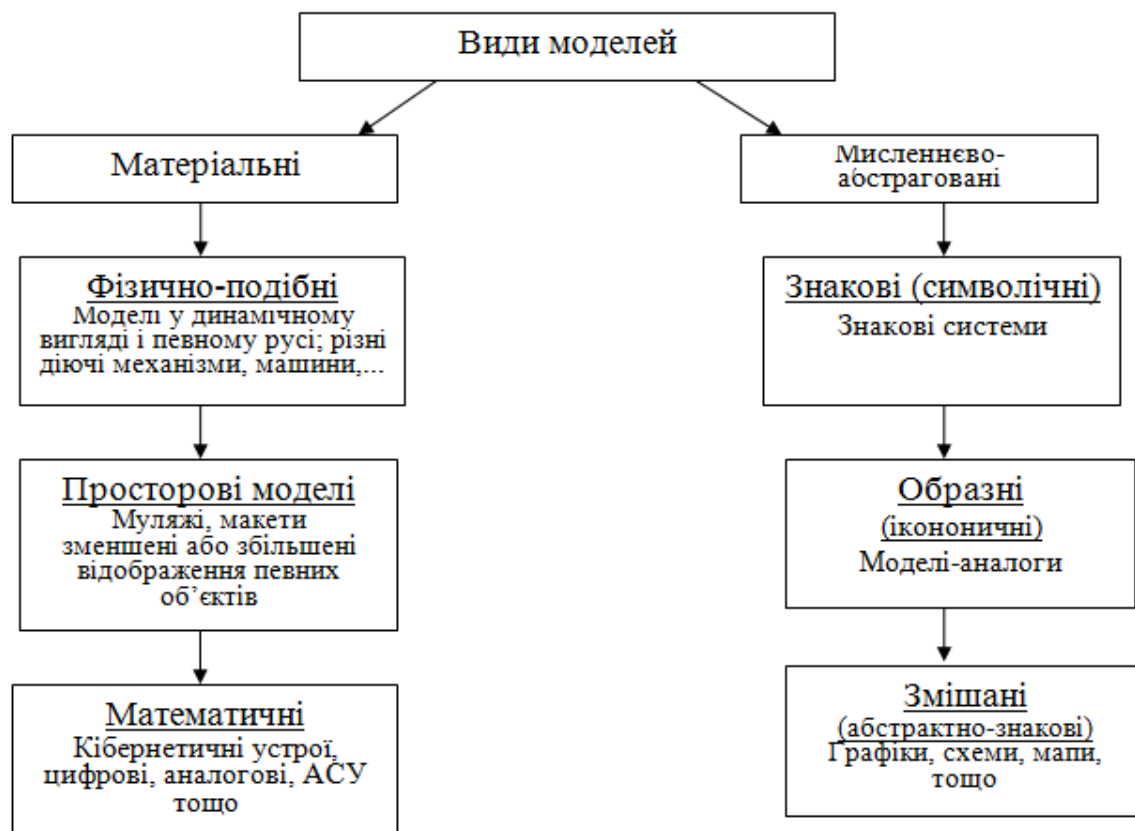 Види моделей
Матеріальні
Мисленнєво-
абстраговані
Фізично-подібні
Моделі у динамічному
вигляді і певному русі; різні
діючі механізми, машини,...
Знакові (символічні)
Знакові системи
Просторові моделі
Муляжі, макети
зменшені або збільшені
відображення певних
об’єктів
Образні
(ікононичні)
Моделі-аналоги
Математичні
Кібернетичні устрої,
цифрові, аналогові, АСУ
тощо
Змішані
(абстрактно-знакові)
Графіки, схеми, мапи,
тощо